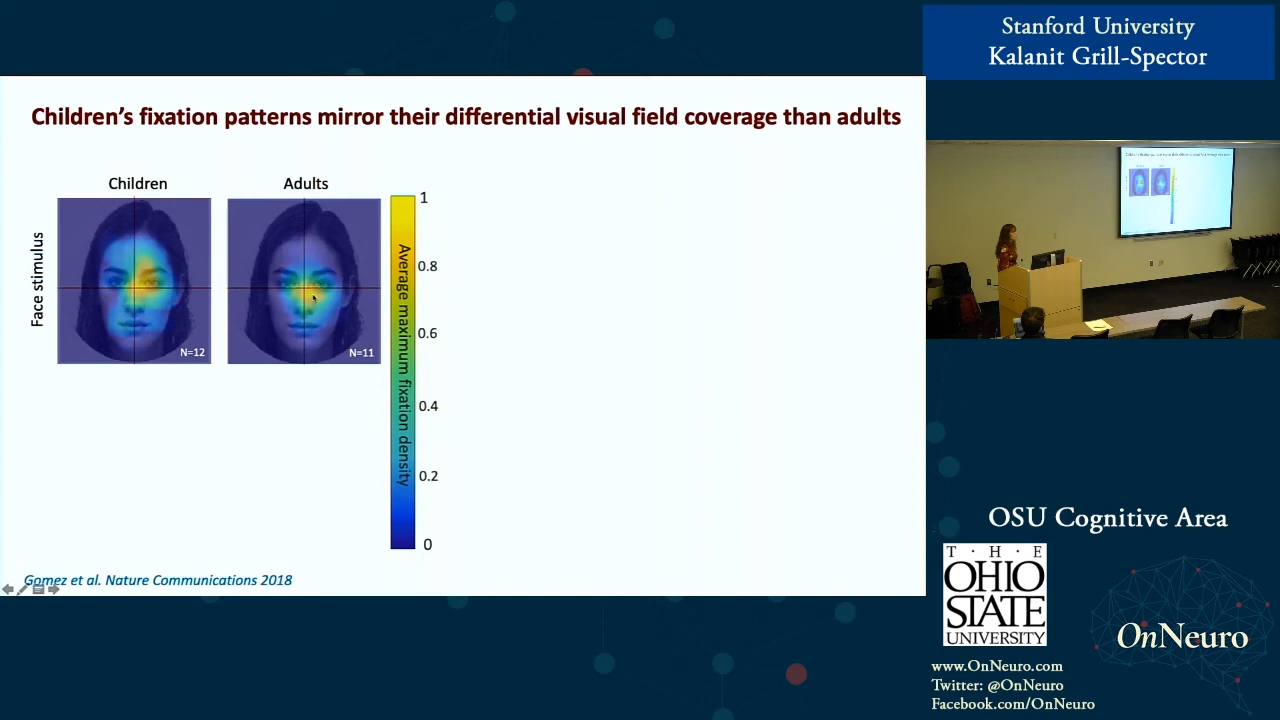 Stanford University
Kalanit Grill-Spector
Children's fixation patterns mirror their differential visual field coverage than adults
Children
Adults
Face stimulus
N=12
N=11
Average maximum fixation density
1
0.8
0.6
0.4
0.2
0
Gomez et al. Nature Communications 2018
OSU Cognitive Area
T · H · E
OHIO
STATE
UNIVERSITY
OnNeuro
www.OnNeuro.com
Twitter: @OnNeuro
Facebook.com/OnNeuro